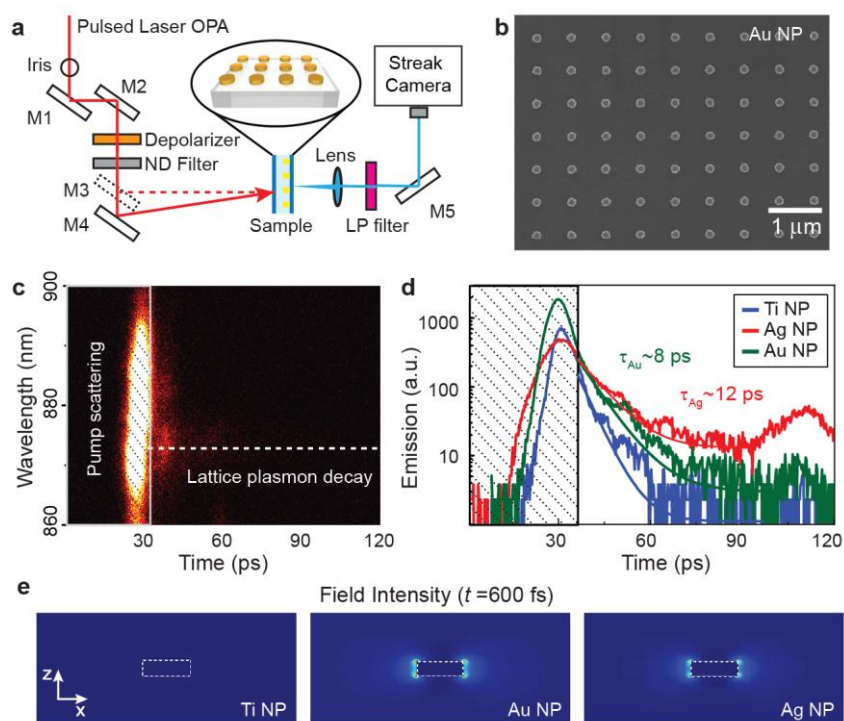 a
Pulsed Laser OPA
Iris
M1
M2
Depolarizer
ND Filter
M3
M4
Sample
Lens
LP filter
M5
Streak
Camera
b
Au NP
1 μm
c
900
880
860
Wavelength (nm)
Pump scattering
Lattice plasmon decay
30
60
90
120
Time (ps)
d
1000
100
10
Emission (a.u.)
Ti NP
Ag NP
Au NP
τAu~8 ps
τAg~12 ps
30
60
90
120
Time (ps)
e
Field Intensity (t =600 fs)
z
x
Ti NP
Au NP
Ag NP